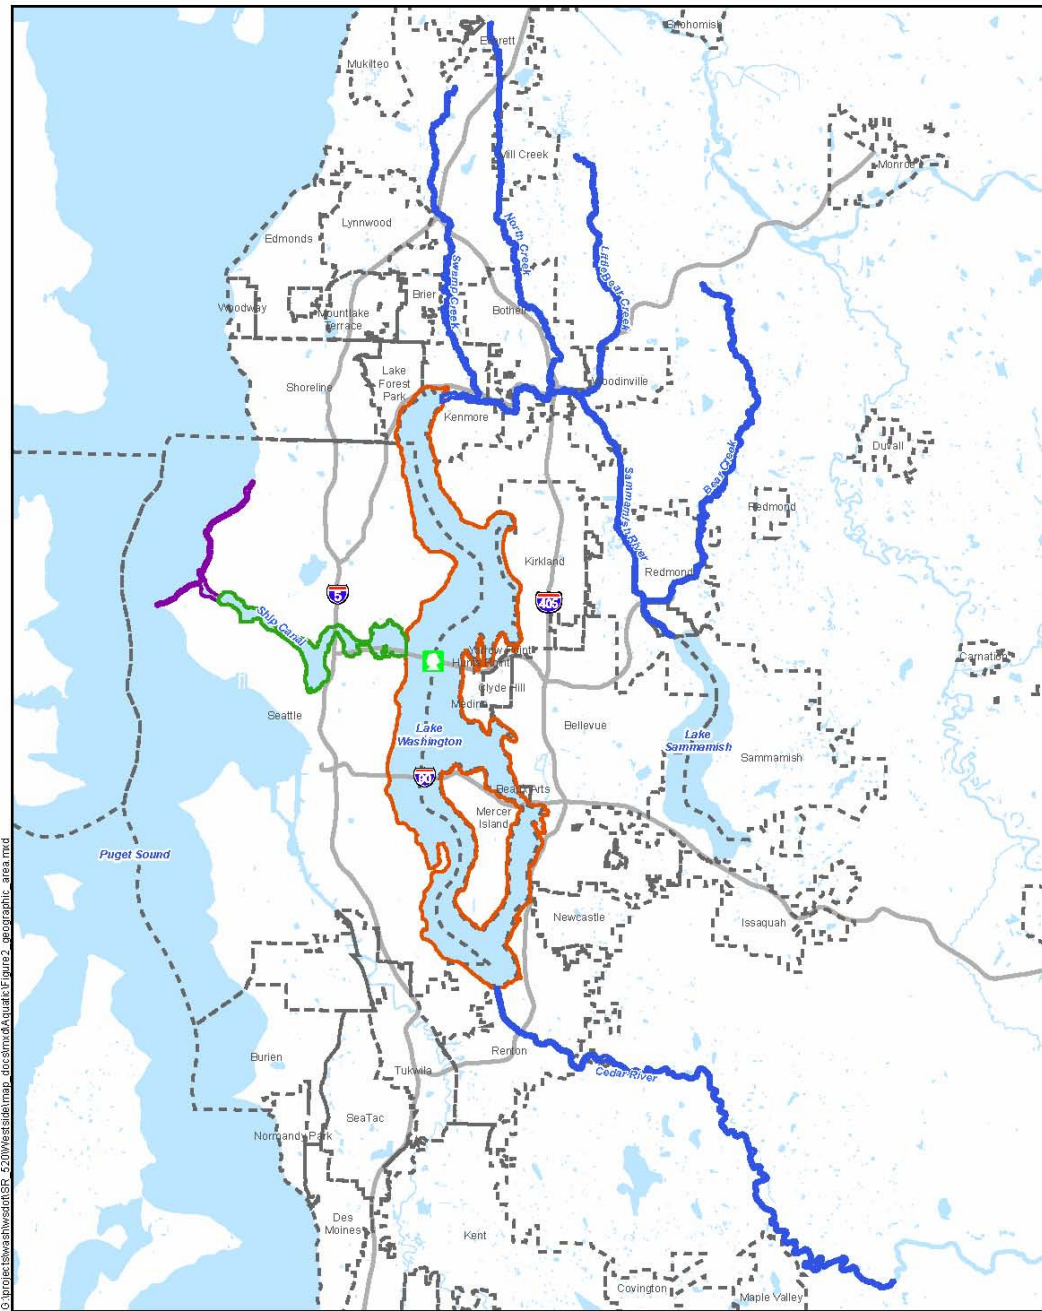 Snohomish
Everett
Mukilteo
Mill Creek
Monroe
Lynnwood
Edmonds
North Creek
Swamp Creek
Little Bear Creek
Woodway
Brier
Mountlake
Terrace
Bothell
Shoreline
Lake
Forest
Park
Woodinville
Kenmore
Duvall
Bear Creek
Sammamish River
Redmond
Kirkland
Redmond
5
405
Ship Canal
Yarrow Point
Hunts Point
Carnation
Clyde Hill
Medina
Seattle
Bellevue
Lake
Washington
Lake
Sammamish
Sammamish
90
Beaux Arts
Mercer
Island
Puget Sound
Newcastle
Issaquah
Burien
Renton
Tukwila
Cedar River
SeaTac
Normandy Park
Des
Moines
Kent
Covington
Maple Valley
G:\projects\wash\wsdot\SR_520\Westside\map_docs\mxd\Aquatic\Figure2_geographic_area.mxd